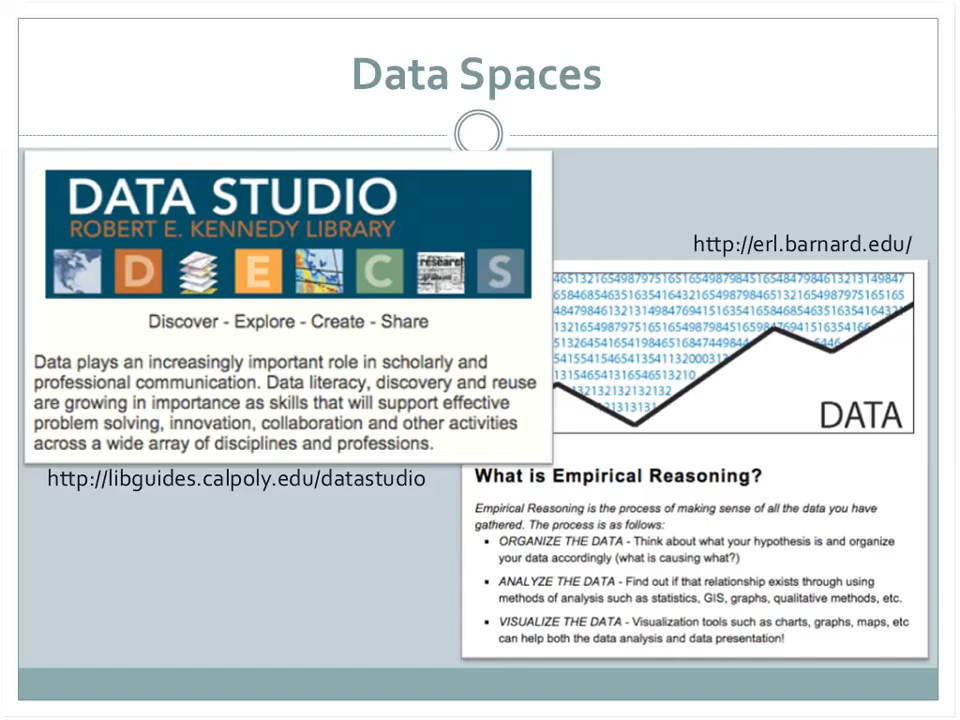 Data Spaces
DATA STUDIO
ROBERT E. KENNEDY LIBRARY
D E C research S
Discover - Explore - Create - Share
Data plays an increasingly important role in scholarly and
professional communication. Data literacy, discovery and reuse
are growing in importance as skills that will support effective
problem solving, innovation, collaboration and other activities
across a wide array of disciplines and professions.
http://libguides.calpoly.edu/datastudio
http://erl.barnard.edu/
DATA
What is Empirical Reasoning?
Empirical Reasoning is the process of making sense of all the data you have
gathered. The process is as follows:
▪ ORGANIZE THE DATA - Think about what your hypothesis is and organize
your data accordingly (what is causing what?)
▪ ANALYZE THE DATA - Find out if that relationship exists through using
methods of analysis such as statistics, GIS, graphs, qualitative methods, etc.
▪ VISUALIZE THE DATA - Visualization tools such as charts, graphs, maps, etc
can help both the data analysis and data presentation!